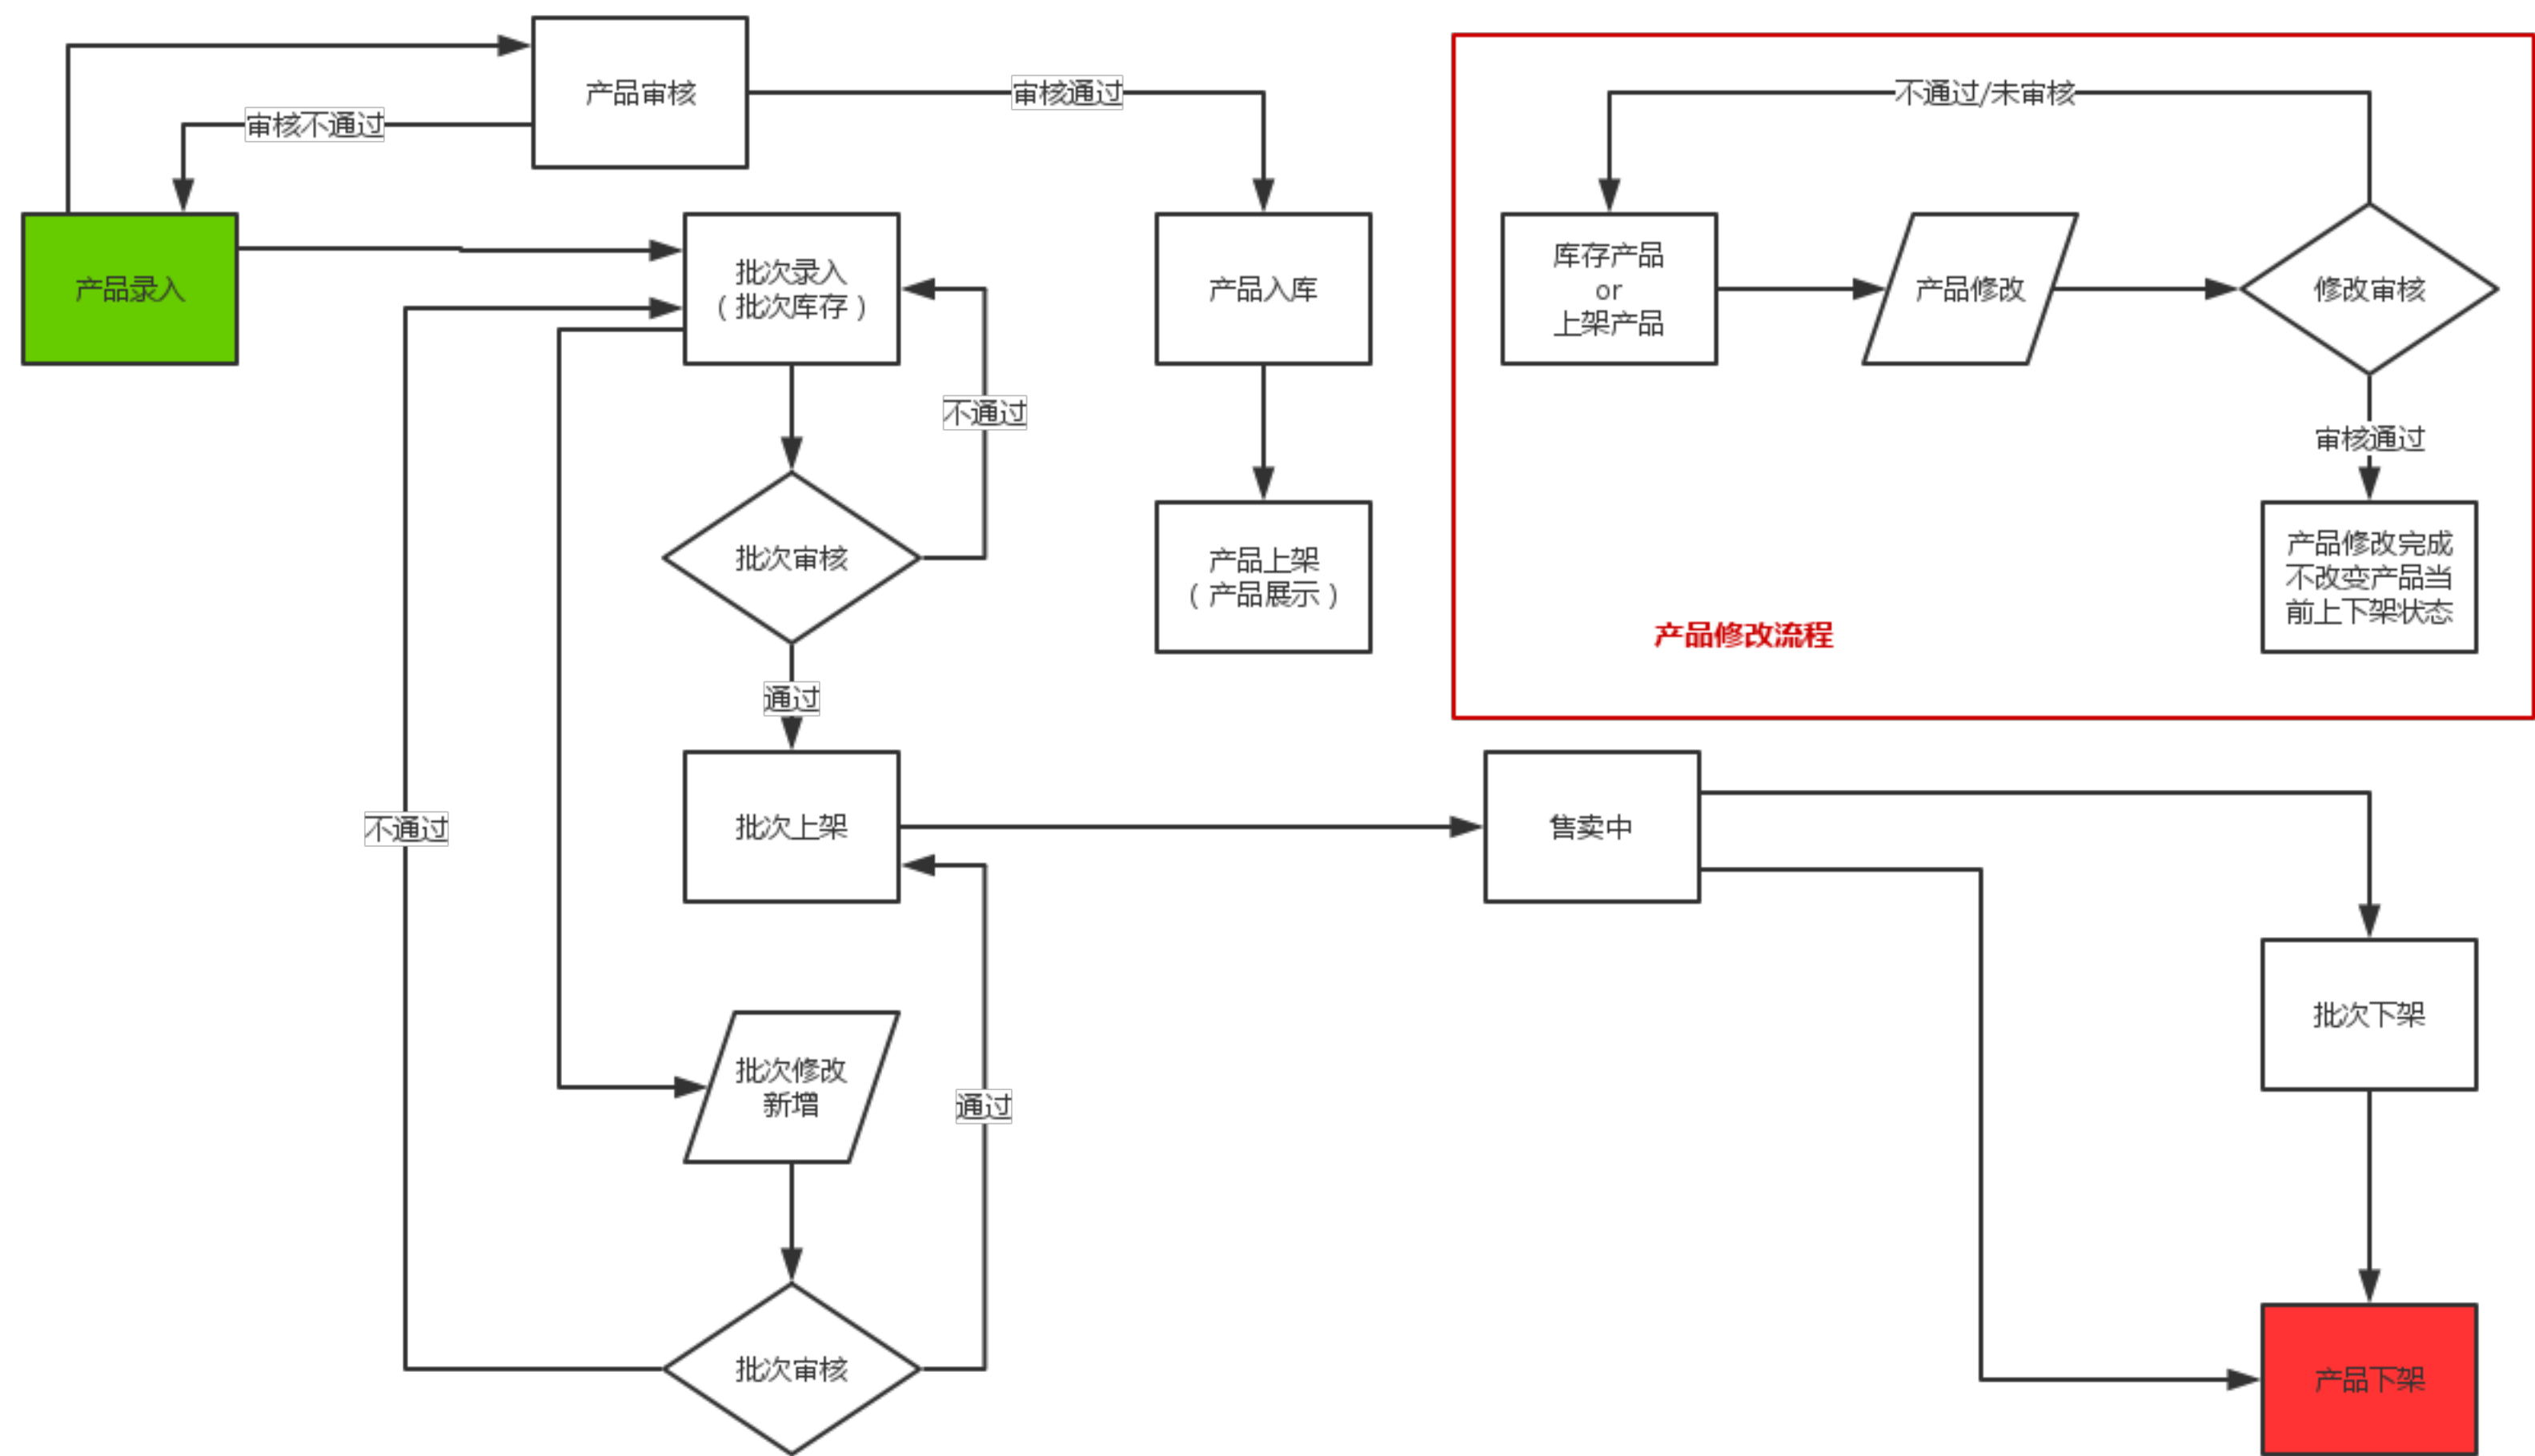 产品审核
审核通过
审核不通过
不通过/未审核
产品录入
批次录入
（批次库存）
产品入库
库存产品
or
上架产品
产品修改
修改审核
不通过
审核通过
批次审核
产品上架
（产品展示）
产品修改完成
不改变产品当
前上下架状态
产品修改流程
通过
不通过
批次上架
售卖中
批次下架
批次修改
新增
通过
批次审核
产品下架